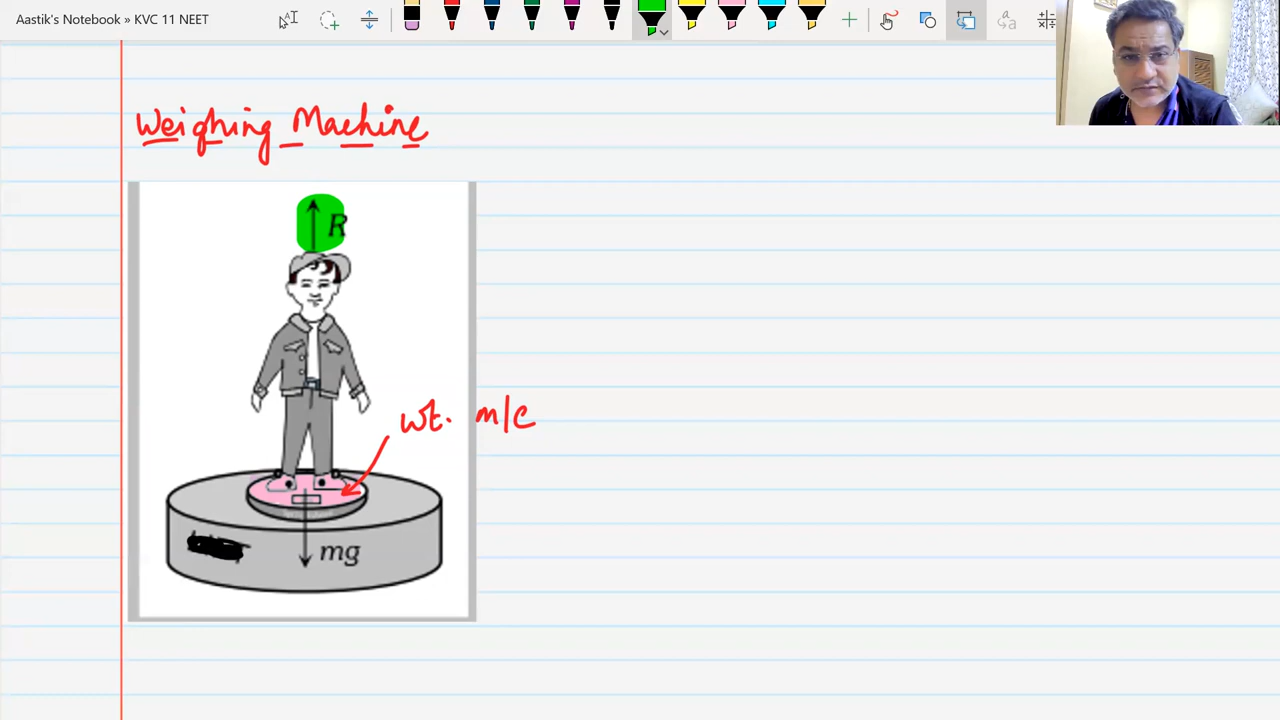 Aastik's Notebook » KVC 11 NEET
Weighing Machine
R
wt. m/c
mg